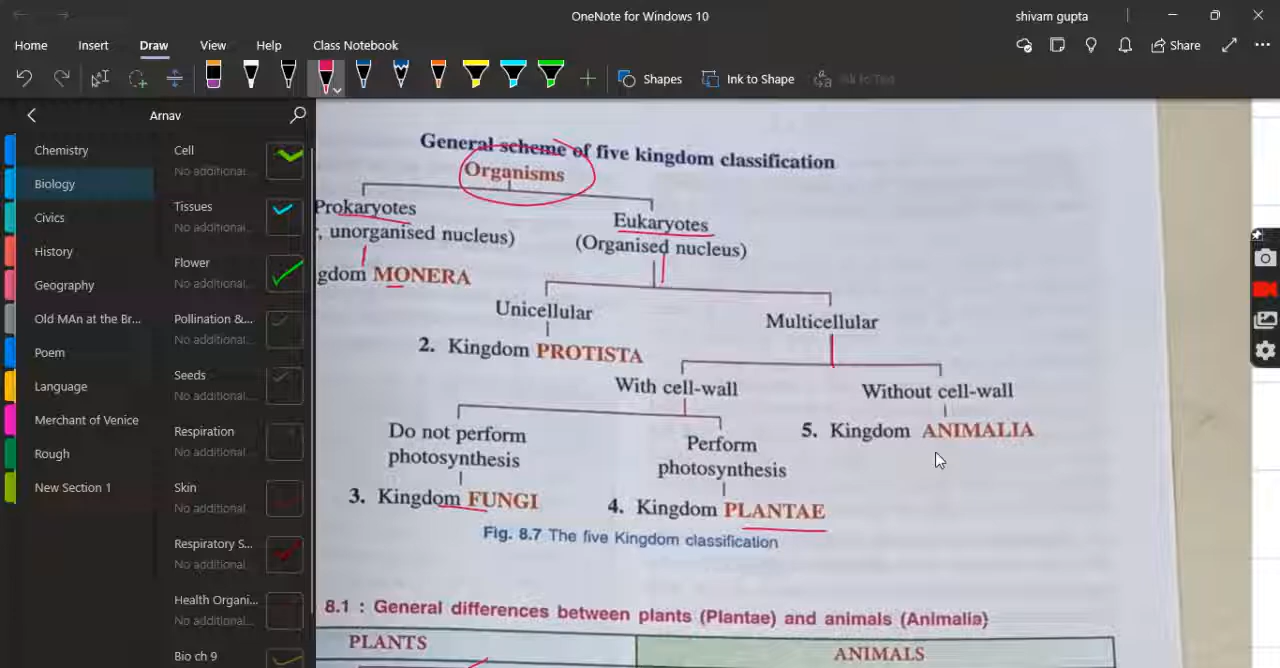 OneNote for Windows 10
shivam gupta
Home Insert Draw View Help Class Notebook
Share
Shapes
Ink to Shape
Ink to Text
Arnav
Chemistry
Biology
Civics
History
Geography
Old MAn at the Br...
Poem
Language
Merchant of Venice
Rough
New Section 1
Cell
No additional...
Tissues
No additional...
Flower
No additional...
Pollination &...
No additional...
Seeds
No additional...
Respiration
No additional...
Skin
No additional...
Respiratory S...
No additional...
Health Organi...
No additional...
Bio ch 9
General scheme of five kingdom classification
Organisms
Prokaryotes
, unorganised nucleus)
gdom MONERA
Eukaryotes
(Organised nucleus)
Unicellular
2. Kingdom PROTISTA
Multicellular
With cell-wall
Without cell-wall
5. Kingdom ANIMALIA
Do not perform
photosynthesis
3. Kingdom FUNGI
Perform
photosynthesis
4. Kingdom PLANTAE
Fig. 8.7 The five Kingdom classification
8.1 : General differences between plants (Plantae) and animals (Animalia)
PLANTS
ANIMALS